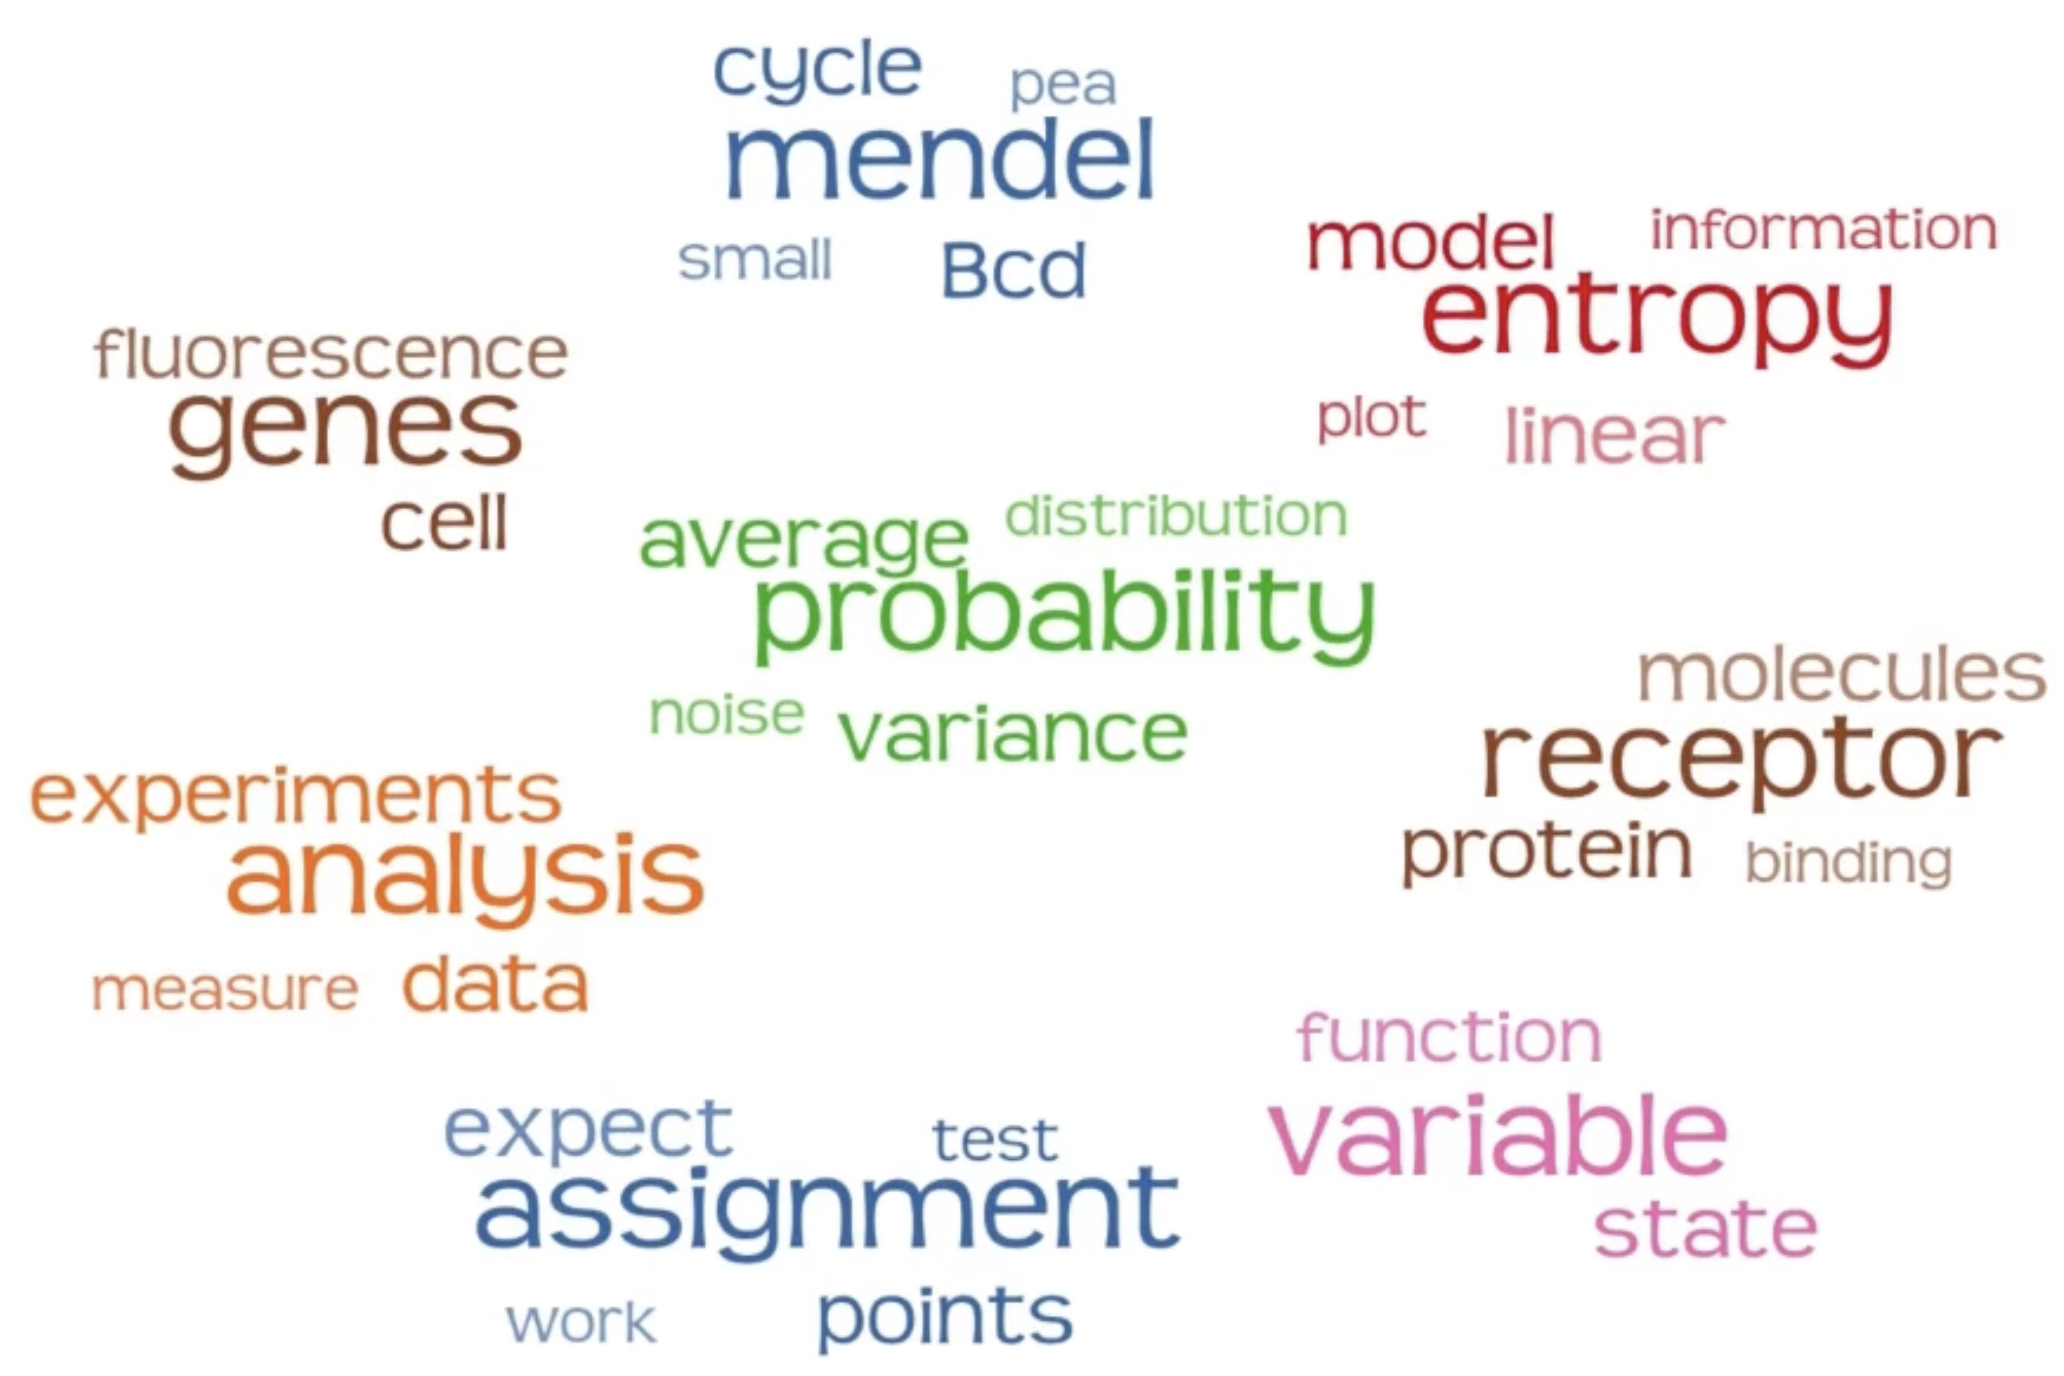 cycle pea
mendel
small Bcd
model information
entropy
plot linear
fluorescence
genes
cell
average distribution
probability
noise variance
molecules
receptor
protein binding
experiments
analysis
measure data
function
variable
state
expect test
assignment
work points